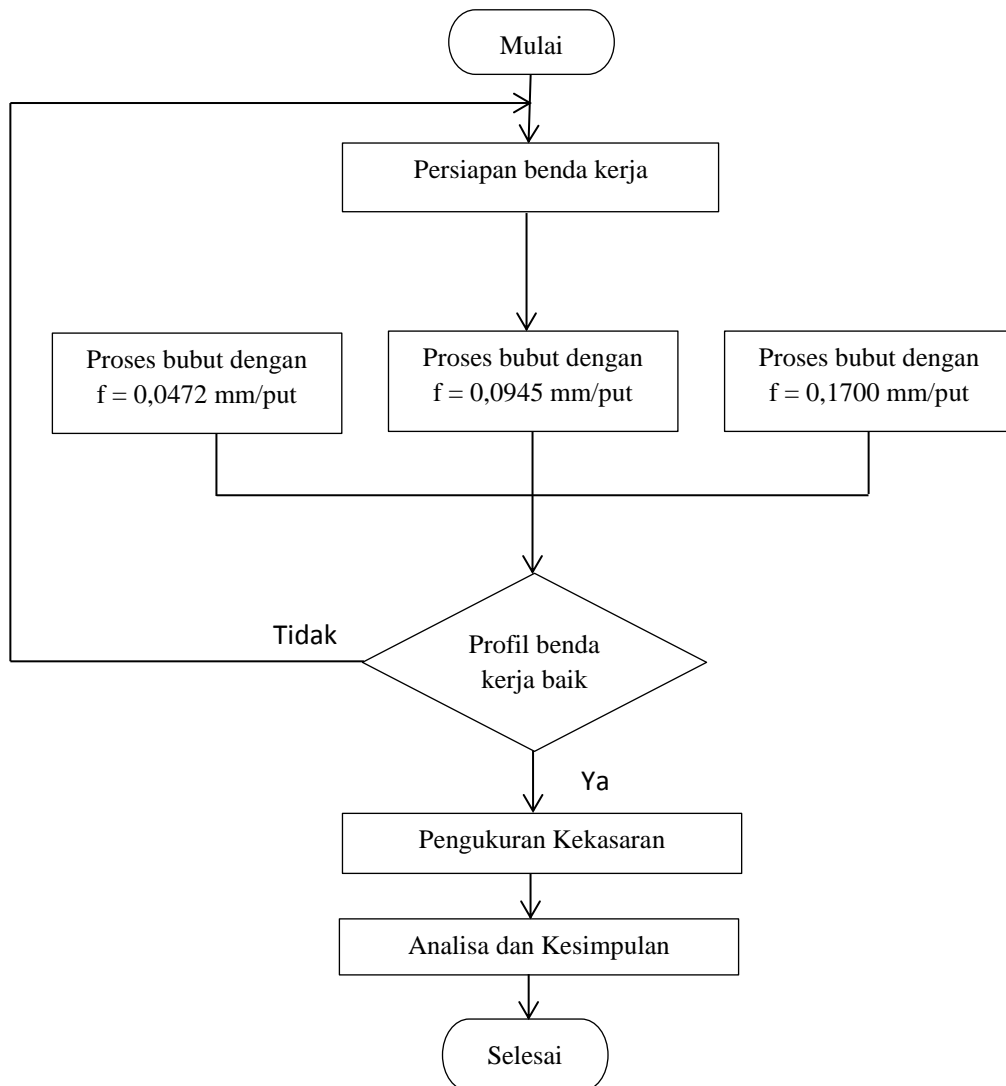 Mulai
Persiapan benda kerja
Proses bubut dengan
f = 0,0472 mm/put
Proses bubut dengan
f = 0,0945 mm/put
Proses bubut dengan
f = 0,1700 mm/put
Tidak
Profil benda
kerja baik
Ya
Pengukuran Kekasaran
Analisa dan Kesimpulan
Selesai